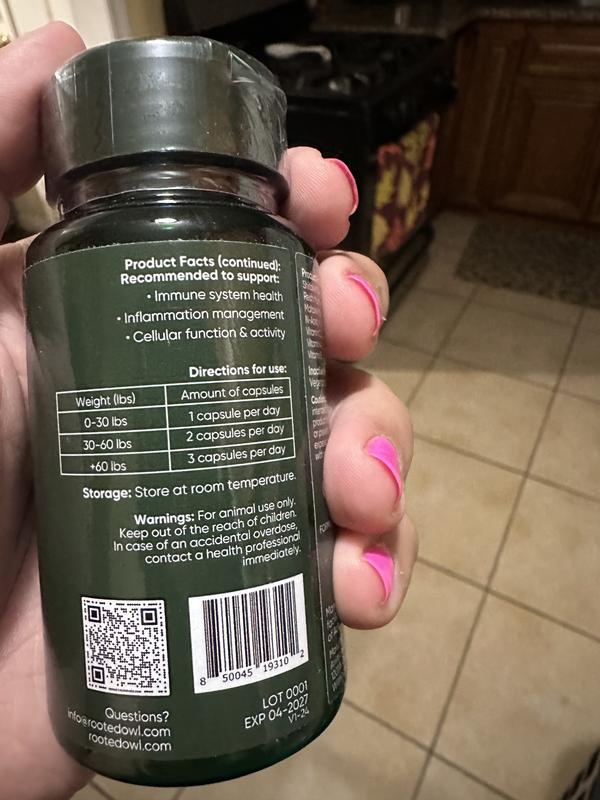 Product Facts (continued):
Recommended to support:
• Immune system health
• Inflammation management
• Cellular function & activity
Directions for use:
Weight (lbs) Amount of capsules
0-30 lbs 1 capsule per day
30-60 lbs 2 capsules per day
+60 lbs 3 capsules per day
Storage: Store at room temperature.
Warnings: For animal use only.
Keep out of the reach of children.
In case of an accidental overdose,
contact a health professional
immediately.
8 50045 19310 2
Questions?
info@rootedowl.com
rootedowl.com
LOT 0001
EXP 04-2027
V1-24